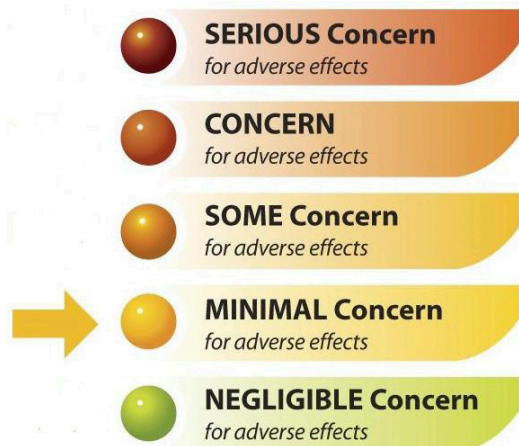 SERIOUS Concern
for adverse effects
CONCERN
for adverse effects
SOME Concern
for adverse effects
MINIMAL Concern
for adverse effects
NEGLIGIBLE Concern
for adverse effects